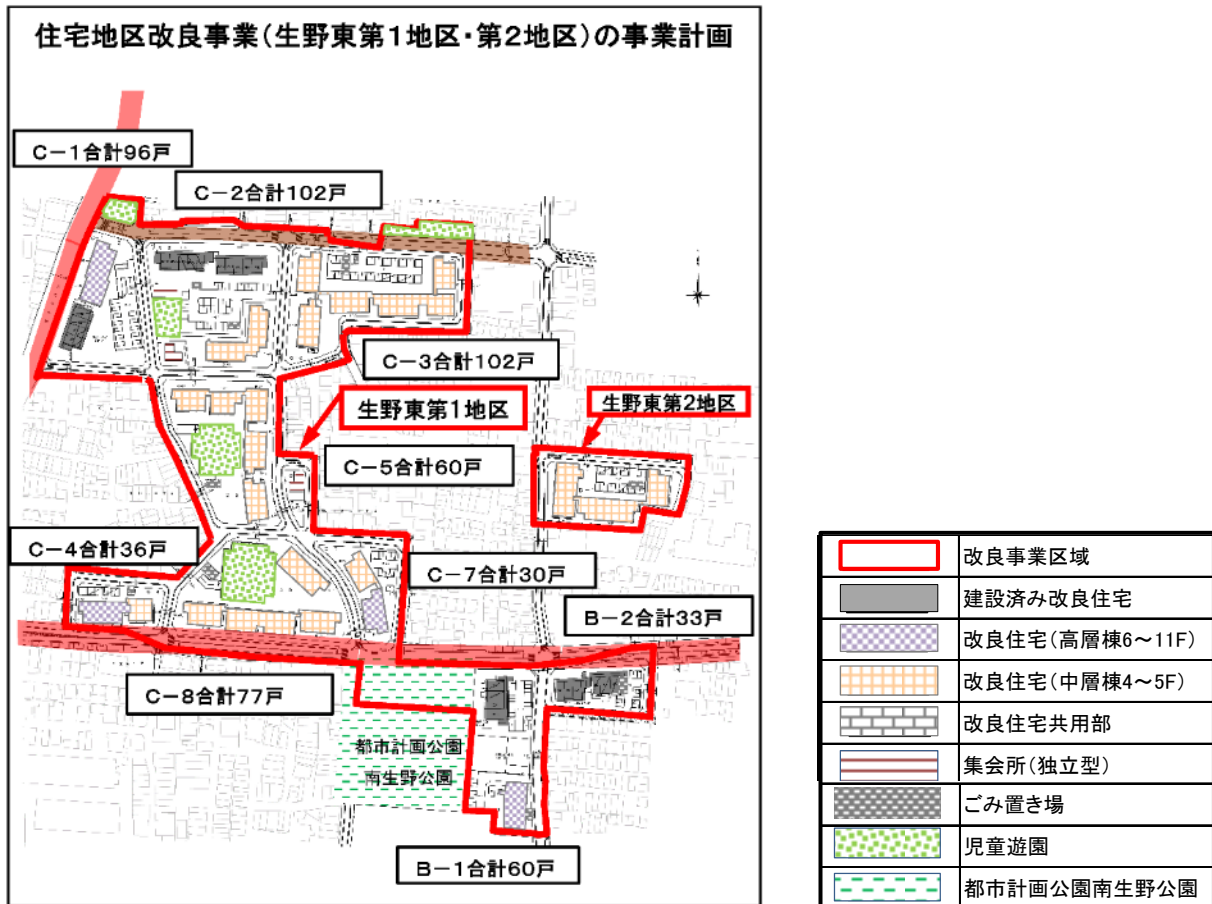 住宅地区改良事業（生野東第1地区・第2地区）の事業計画
C－1合計96戸
C－2合計102戸
C－3合計102戸
生野東第1地区
生野東第2地区
C－5合計60戸
C－4合計36戸
C－7合計30戸
B－2合計33戸
C－8合計77戸
都市計画公園
南生野公園
B－1合計60戸
改良事業区域
建設済み改良住宅
改良住宅（高層棟6～11F）
改良住宅（中層棟4～5F）
改良住宅共用部
集会所（独立型）
ごみ置き場
児童遊園
都市計画公園南生野公園